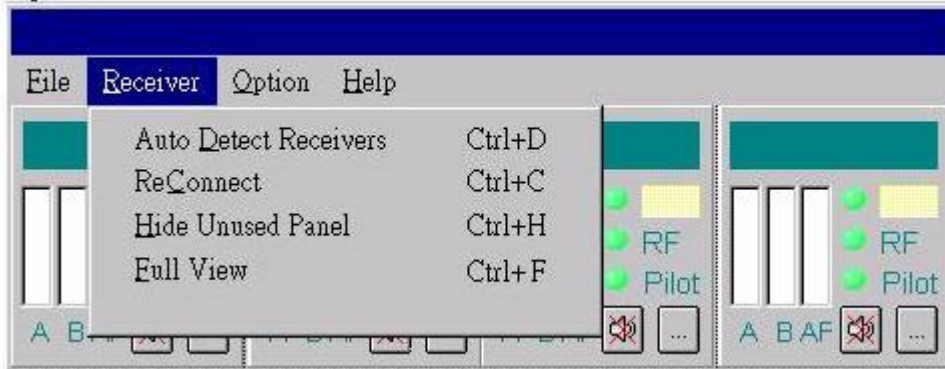 File Receiver Option Help
Auto Detect Receivers Ctrl+D
ReConnect Ctrl+C
Hide Unused Panel Ctrl+H
Full View Ctrl+F
RF RF
Pilot Pilot
A B A B AF
...
...